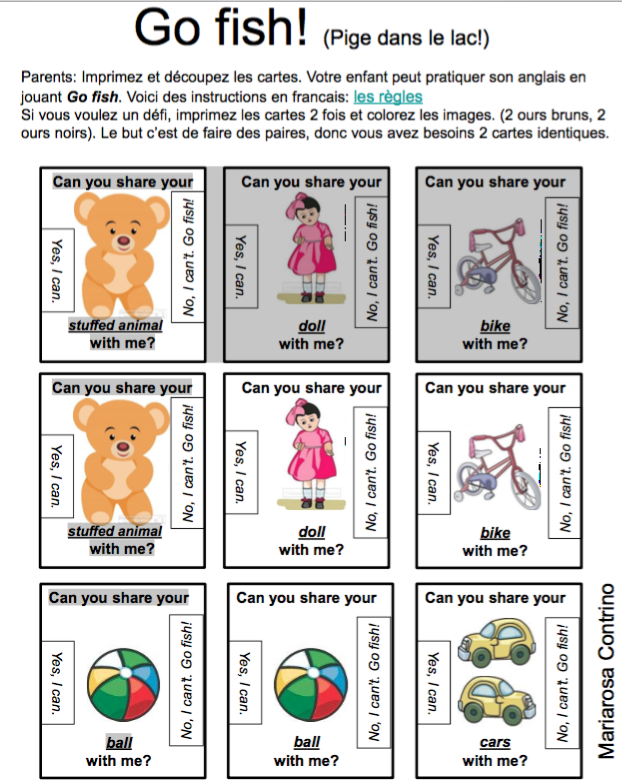 Go fish! (Pige dans le lac!)
Parents: Imprimez et découpez les cartes. Votre enfant peut pratiquer son anglais en
jouant Go fish. Voici des instructions en francais: les règles
Si vous voulez un défi, imprimez les cartes 2 fois et colorez les images. (2 ours bruns, 2
ours noirs). Le but c'est de faire des paires, donc vous avez besoins 2 cartes identiques.
Can you share your
Yes, I can.
No, I can't. Go fish!
stuffed animal
with me?
Can you share your
Yes, I can.
No, I can't. Go fish!
doll
with me?
Can you share your
Yes, I can.
No, I can't. Go fish!
bike
with me?
Can you share your
Yes, I can.
No, I can't. Go fish!
stuffed animal
with me?
Can you share your
Yes, I can.
No, I can't. Go fish!
doll
with me?
Can you share your
Yes, I can.
No, I can't. Go fish!
bike
with me?
Can you share your
Yes, I can.
No, I can't. Go fish!
ball
with me?
Can you share your
Yes, I can.
No, I can't. Go fish!
ball
with me?
Can you share your
Yes, I can.
No, I can't. Go fish!
cars
with me?
Mariarosa Contrino